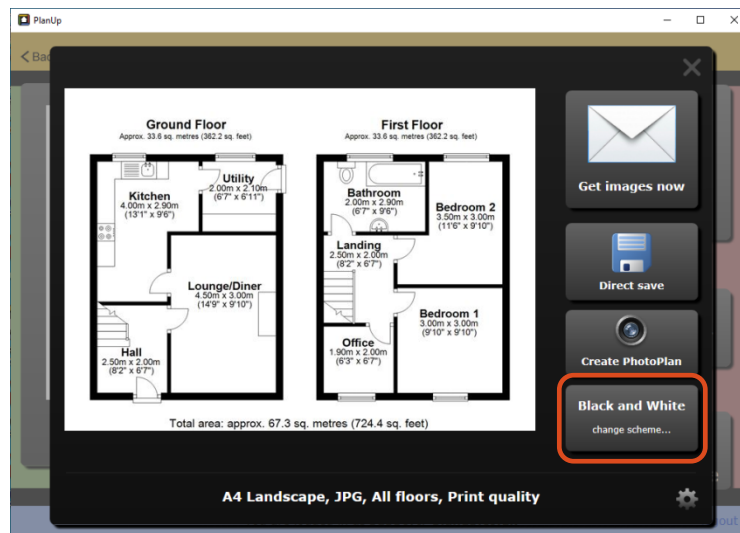 PlanUp
Bac
Ground Floor
Approx. 33.6 sq. metres (362.2 sq. feet)
First Floor
Approx. 33.6 sq. metres (362.2 sq. feet)
Kitchen
4.00m x 2.90m
(13'1" x 9'6")
Utility
2.00m x 2.10m
(6'7" x 6'11")
Lounge/Diner
4.50m x 3.00m
(14'9" x 9'10")
Hall
2.50m x 2.00m
(8'2" x 6'7")
Bathroom
2.00m x 2.90m
(6'7" x 9'6")
Bedroom 2
3.50m x 3.00m
(11'6" x 9'10")
Landing
2.50m x 2.00m
(8'2" x 6'7")
Bedroom 1
3.00m x 3.00m
(9'10" x 9'10")
Office
1.90m x 2.00m
(6'3" x 6'7")
Total area: approx. 67.3 sq. metres (724.4 sq. feet)
Get images now
Direct save
Create PhotoPlan
Black and White
change scheme...
A4 Landscape, JPG, All floors, Print quality
out